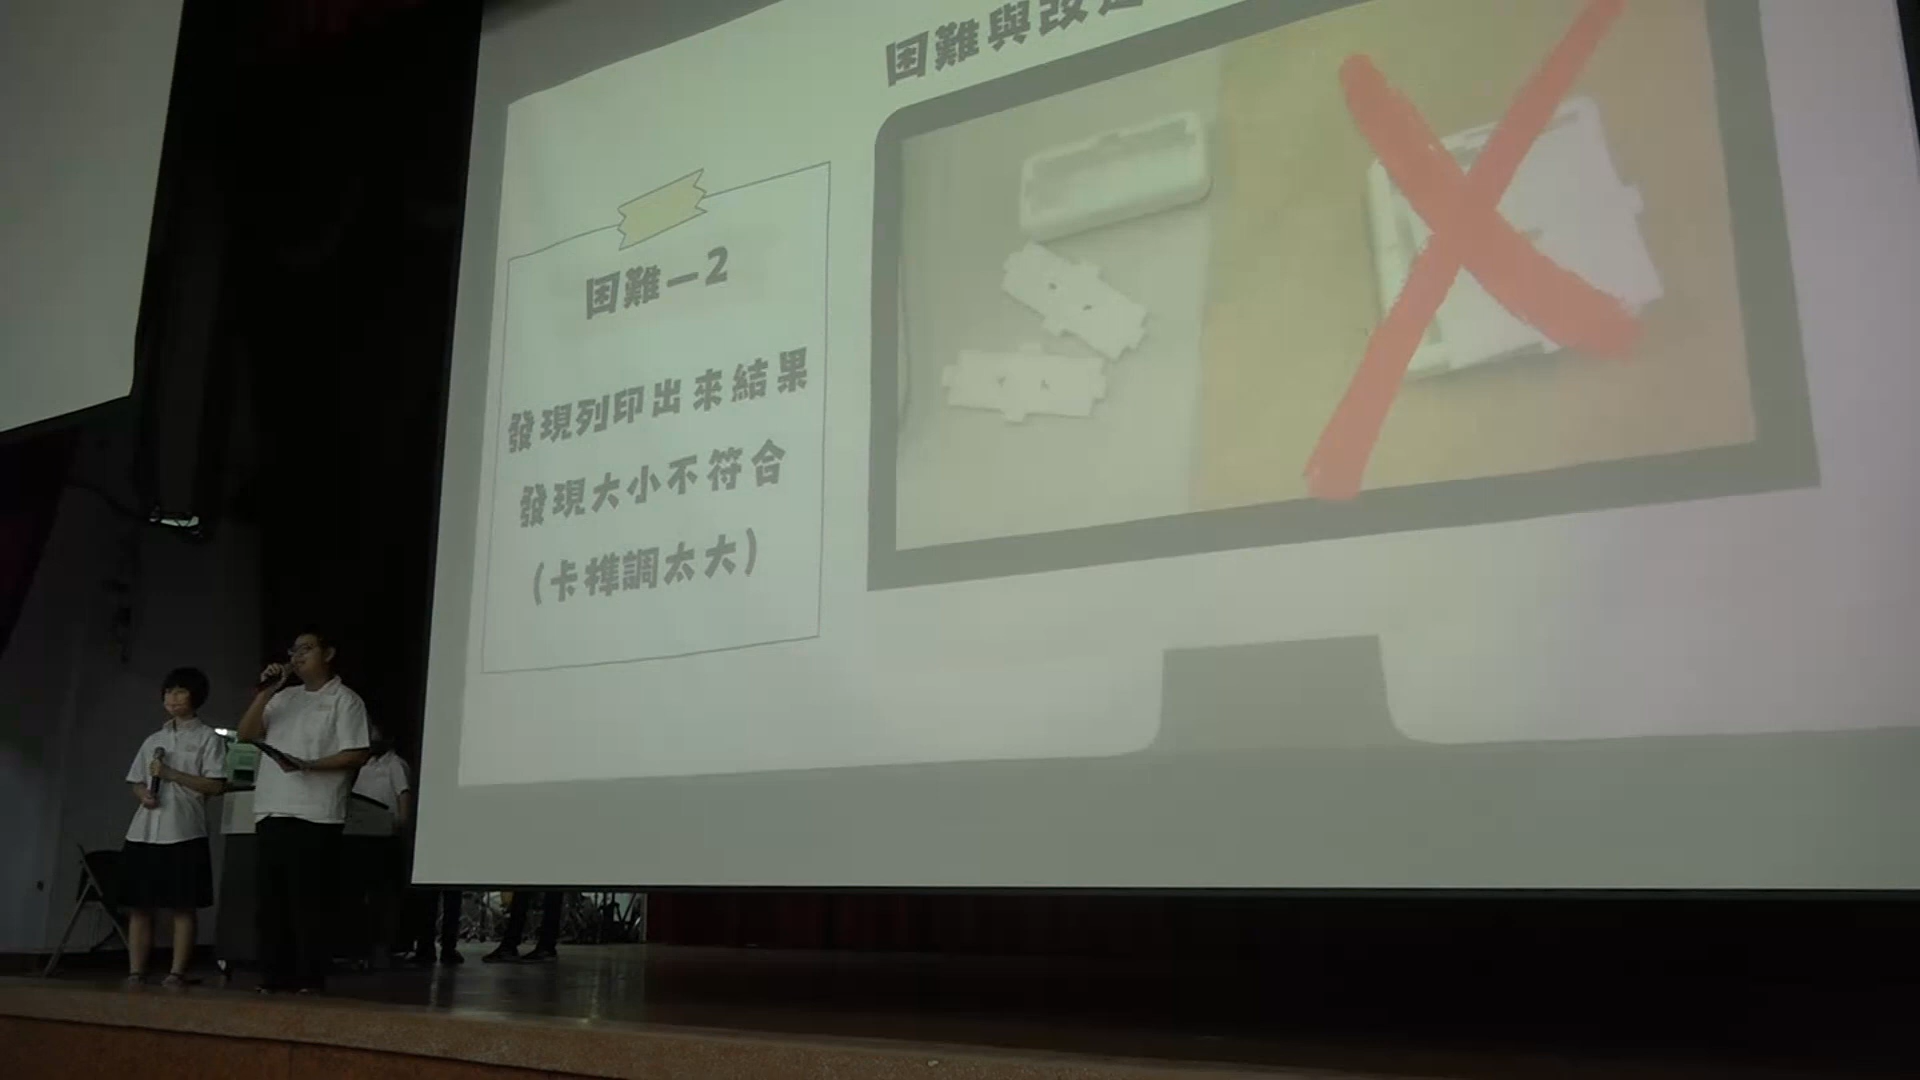 困難與改進
困難－2
發現列印出來結果
發現大小不符合
(卡榫調太大)